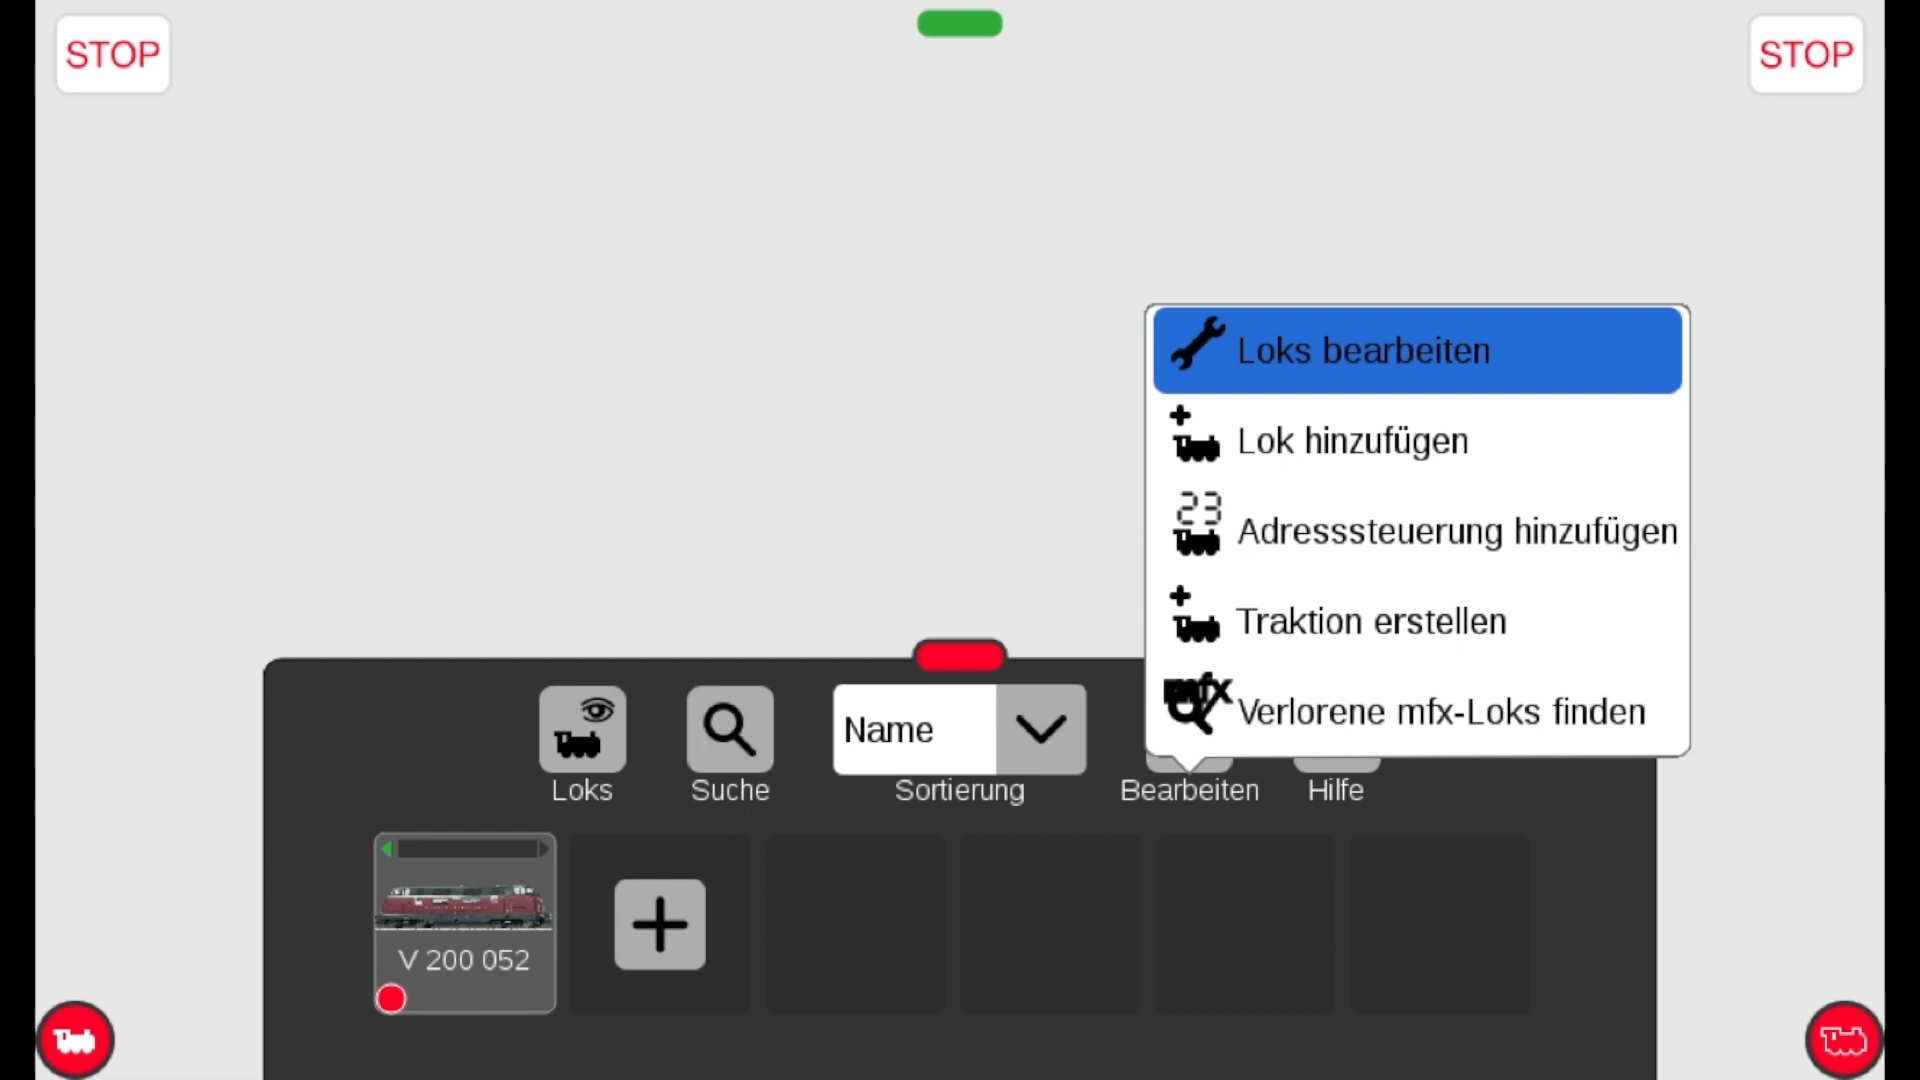 STOP
STOP
Loks bearbeiten
Lok hinzufügen
23
Adresssteuerung hinzufügen
Traktion erstellen
mfx
Verlorene mfx-Loks finden
Name
Loks
Suche
Sortierung
Bearbeiten
Hilfe
V 200 052